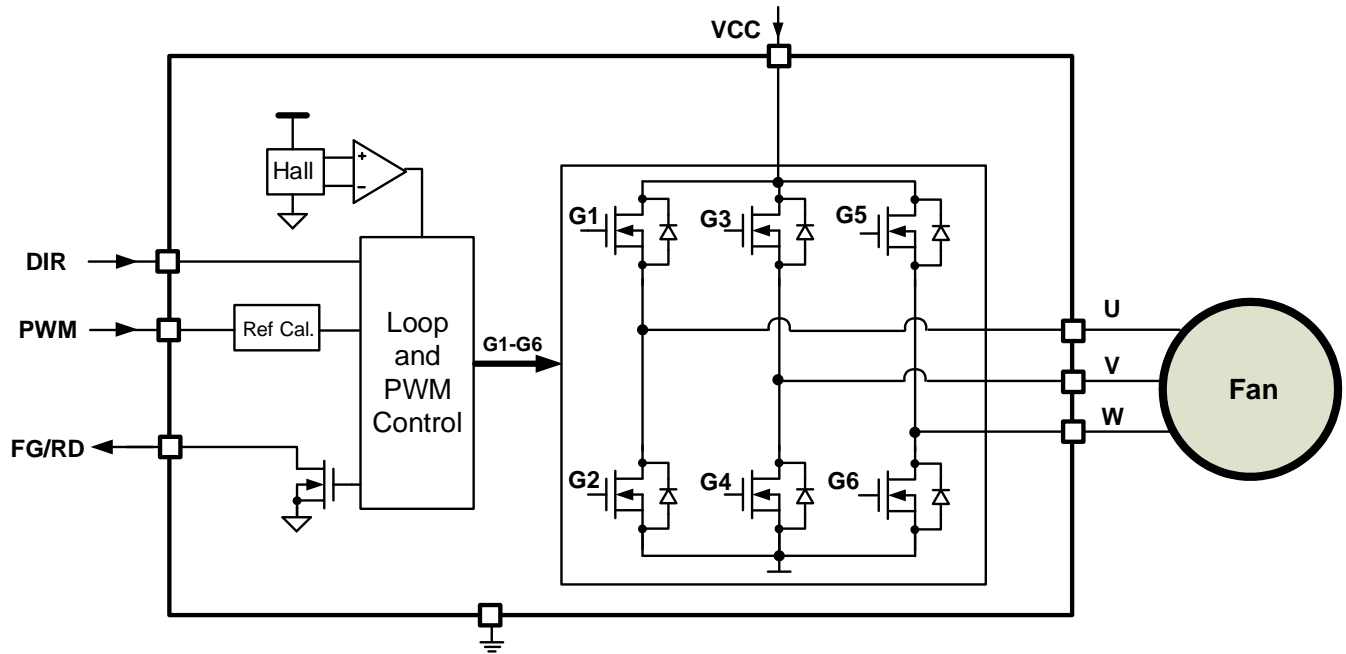 VCC
Hall
+
−
G1
G3
G5
DIR
PWM
Ref Cal.
Loop
and
PWM
Control
G1-G6
U
V
W
Fan
FG/RD
G2
G4
G6